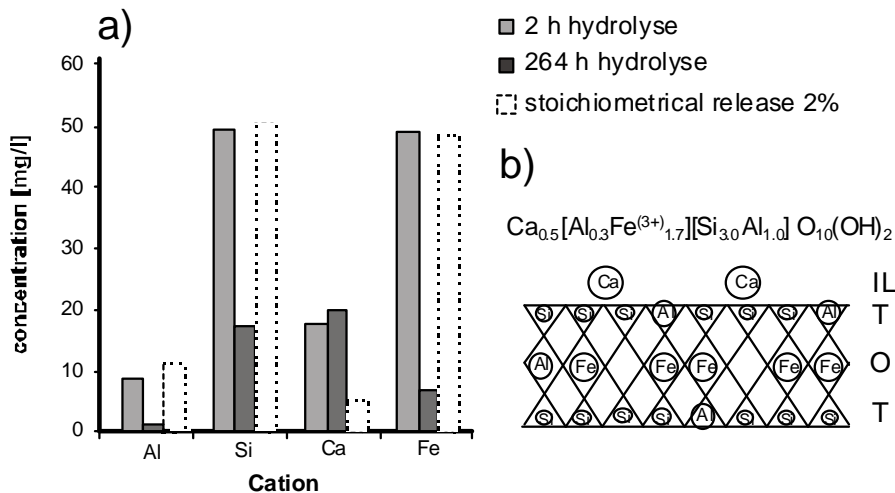 a)
2 h hydrolyse
264 h hydrolyse
stoichiometrical release 2%
60
50
40
30
20
10
0
concentration [mg/l]
Al Si Ca Fe
Cation
b)
Ca0.5[Al0.3Fe(3+)1.7][Si3.0Al1.0] O10(OH)2
Ca Ca IL
Si Si Si Al Si Si Si Al T
Al Fe Fe Fe Fe Fe O
Si Si Si Si Al Si Si Si T